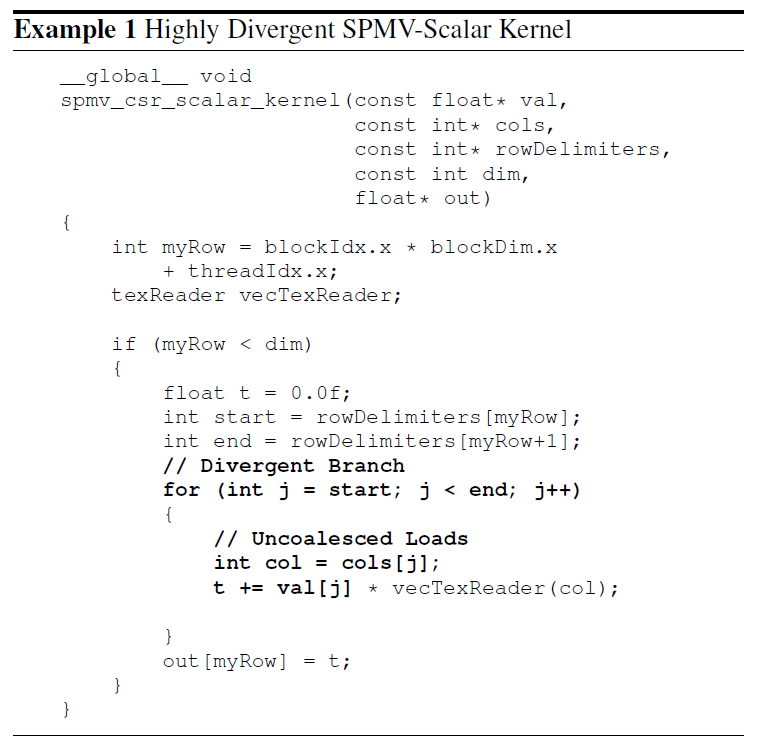 Example 1 Highly Divergent SPMV-Scalar Kernel
__global__ void
spmv_csr_scalar_kernel(const float* val,
                       const int* cols,
                       const int* rowDelimiters,
                       const int dim,
                       float* out)
{
    int myRow = blockIdx.x * blockDim.x
        + threadIdx.x;
    texReader vecTexReader;

    if (myRow < dim)
    {
        float t = 0.0f;
        int start = rowDelimiters[myRow];
        int end = rowDelimiters[myRow+1];
        // Divergent Branch
        for (int j = start; j < end; j++)
        {
            // Uncoalesced Loads
            int col = cols[j];
            t += val[j] * vecTexReader(col);

        }
        out[myRow] = t;
    }
}